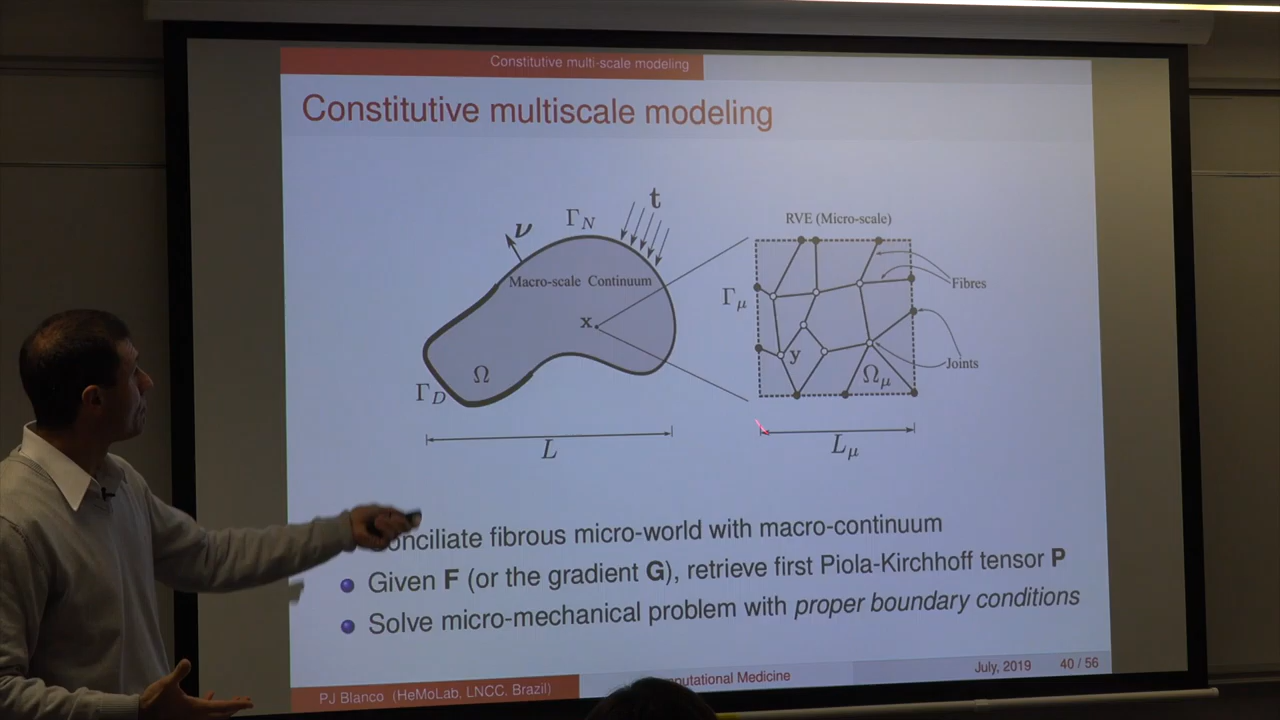 Constitutive multi-scale modeling
Constitutive multiscale modeling
t
Γ_N
ν
RVE (Micro-scale)
Macro-scale Continuum
Fibres
Γ_μ
x
y
Joints
Ω
Ω_μ
Γ_D
L
L_μ
fibrous micro-world with macro-continuum
Given F (or the gradient G), retrieve first Piola-Kirchhoff tensor P
Solve micro-mechanical problem with proper boundary conditions
July, 2019 40 / 56
PJ Blanco (HeMoLab, LNCC, Brazil) Medicine